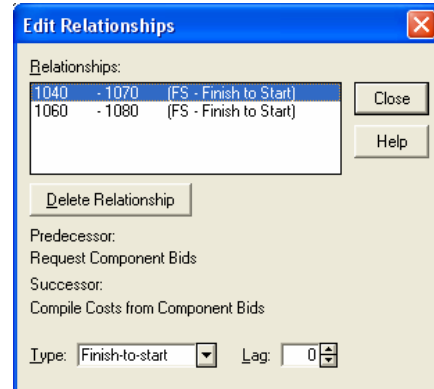 Edit Relationships
Relationships:
1040 - 1070 (FS - Finish to Start)
1060 - 1080 (FS - Finish to Start)
Close
Help
Delete Relationship
Predecessor:
Request Component Bids
Successor:
Compile Costs from Component Bids
Type: Finish-to-start Lag: 0